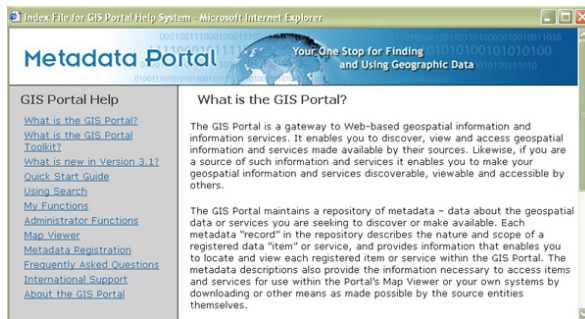 Index File for GIS Portal Help System - Microsoft Internet Explorer
Metadata Portal
Your One Stop for Finding
and Using Geographic Data
GIS Portal Help
What is the GIS Portal?
What is the GIS Portal
Toolkit?
What is new in Version 3.1?
Quick Start Guide
Using Search
My Functions
Administrator Functions
Map Viewer
Metadata Registration
Frequently Asked Questions
International Support
About the GIS Portal
What is the GIS Portal?
The GIS Portal is a gateway to Web-based geospatial information and
information services. It enables you to discover, view and access geospatial
information and services made available by their sources. Likewise, if you are
a source of such information and services it enables you to make your
geospatial information and services discoverable, viewable and accessible by
others.
The GIS Portal maintains a repository of metadata – data about the geospatial
data or services you are seeking to discover or make available. Each
metadata "record" in the repository describes the nature and scope of a
registered data "item" or service, and provides information that enables you
to locate and view each registered item or service within the GIS Portal. The
metadata descriptions also provide the information necessary to access items
and services for use within the Portal's Map Viewer or your own systems by
downloading or other means as made possible by the source entities
themselves.